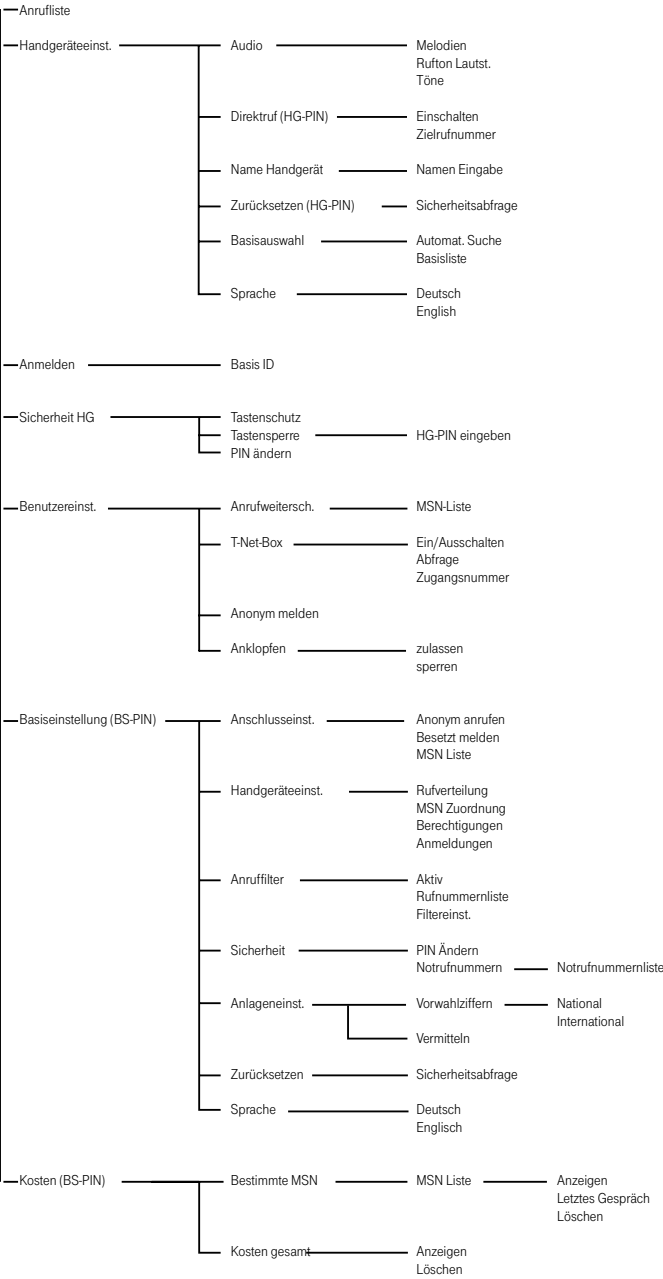 Anrufliste
Handgeräteeinst. Audio Melodien
Rufton Lautst.
Töne
Direktruf (HG-PIN) Einschalten
Zielrufnummer
Name Handgerät Namen Eingabe
Zurücksetzen (HG-PIN) Sicherheitsabfrage
Basisauswahl Automat. Suche
Basisliste
Sprache Deutsch
English
Anmelden Basis ID
Sicherheit HG Tastenschutz
Tastensperre HG-PIN eingeben
PIN ändern
Benutzereinst. Anrufweitersch. MSN-Liste
T-Net-Box Ein/Ausschalten
Abfrage
Zugangsnummer
Anonym melden
Anklopfen zulassen
sperren
Basiseinstellung (BS-PIN) Anschlusseinst. Anonym anrufen
Besetzt melden
MSN Liste
Handgeräteeinst. Rufverteilung
MSN Zuordnung
Berechtigungen
Anmeldungen
Anruffilter Aktiv
Rufnummernliste
Filtereinst.
Sicherheit PIN Ändern
Notrufnummern Notrufnummernliste
Anlageneinst. Vorwahlziffern National
International
Vermitteln
Zurücksetzen Sicherheitsabfrage
Sprache Deutsch
Englisch
Kosten (BS-PIN) Bestimmte MSN MSN Liste Anzeigen
Letztes Gespräch
Löschen
Kosten gesamt Anzeigen
Löschen